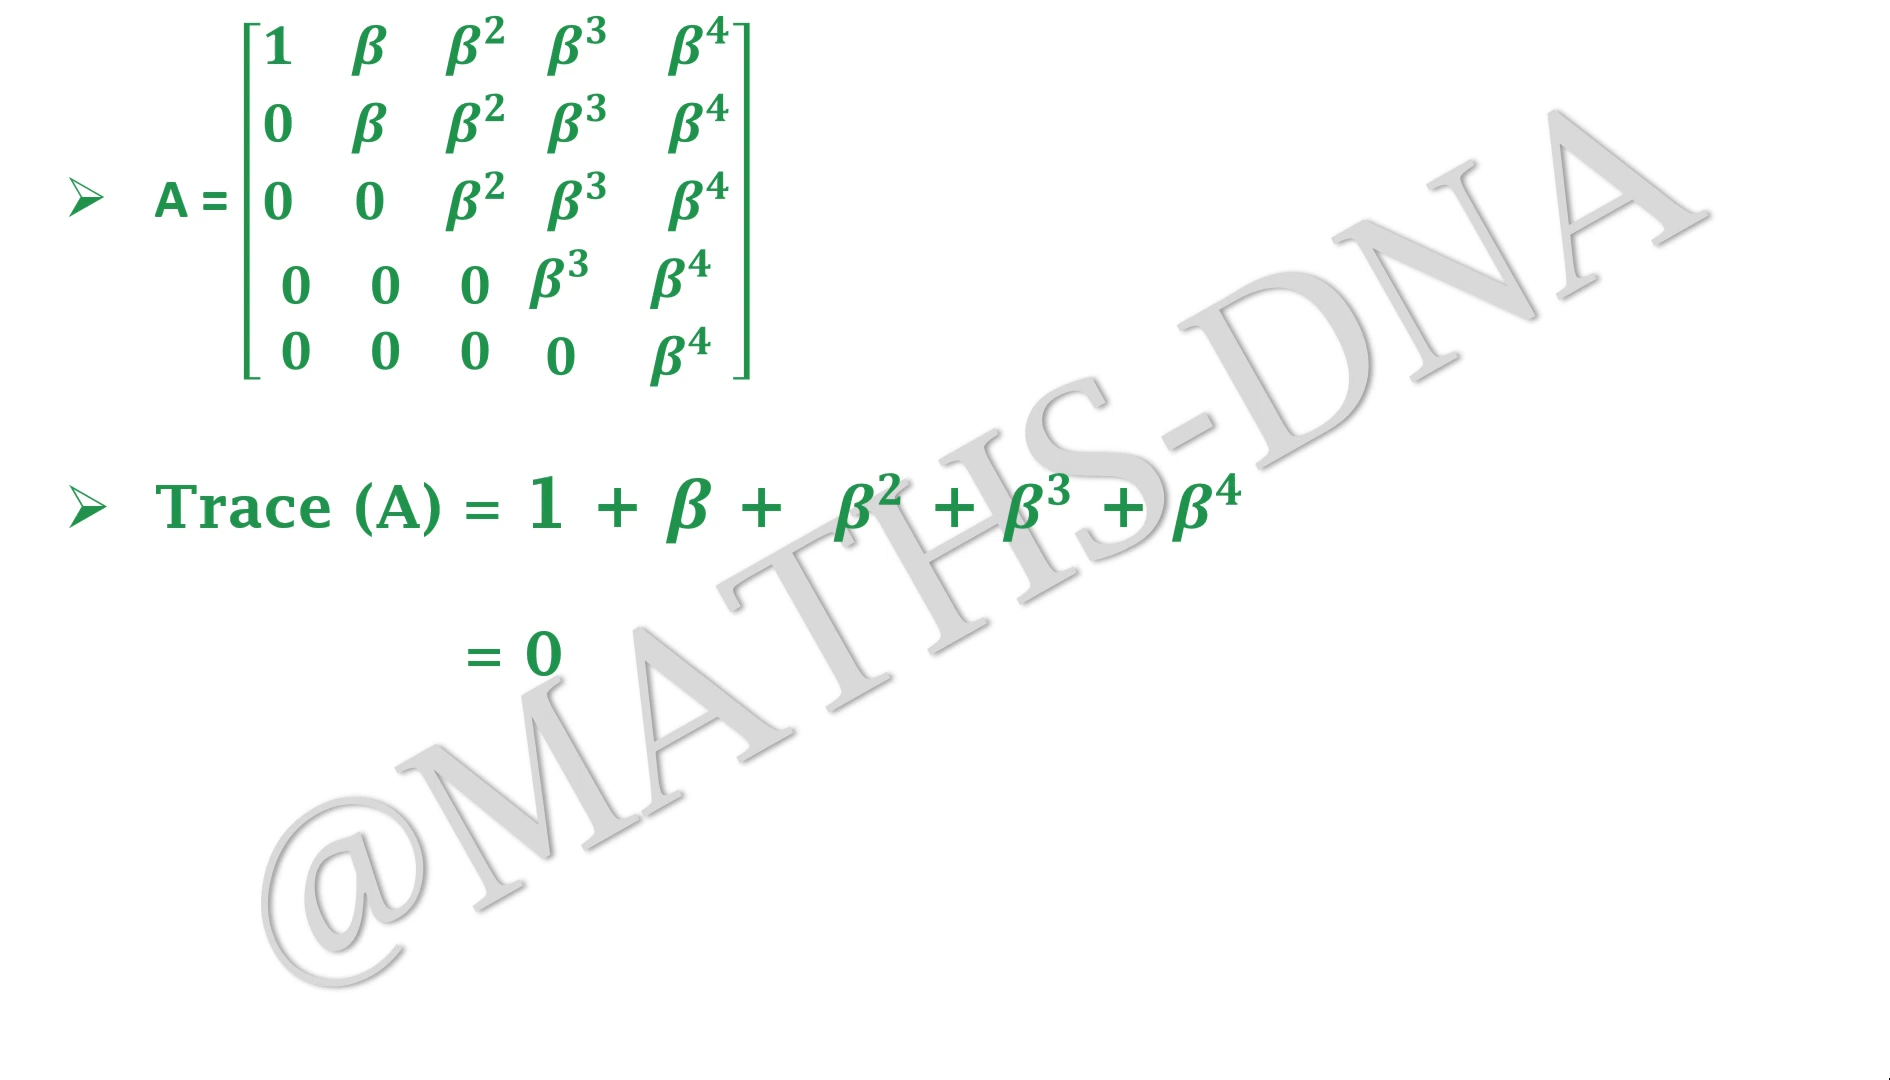 1 β β² β³ β⁴
0 β β² β³ β⁴
➢ A = 0 0 β² β³ β⁴
0 0 0 β³ β⁴
0 0 0 0 β⁴
➢ Trace (A) = 1 + β + β² + β³ + β⁴
= 0
@MATHS-DNA